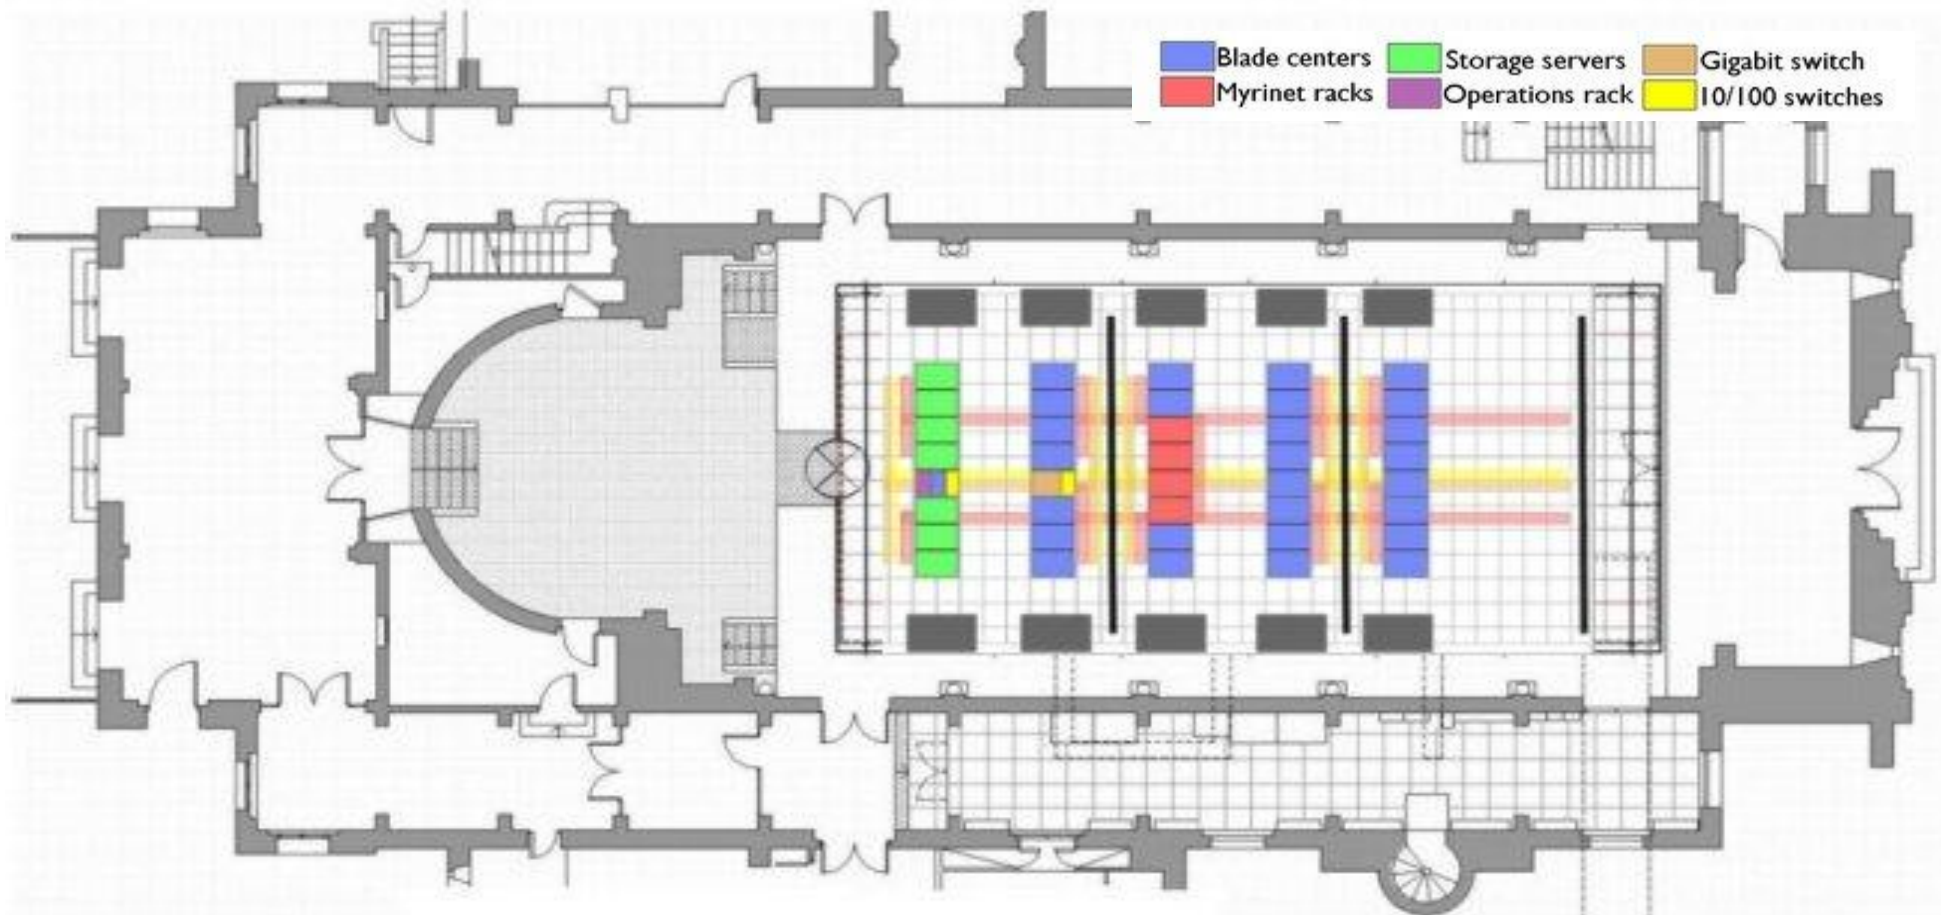 Blade centers Storage servers Gigabit switch
Myrinet racks Operations rack 10/100 switches